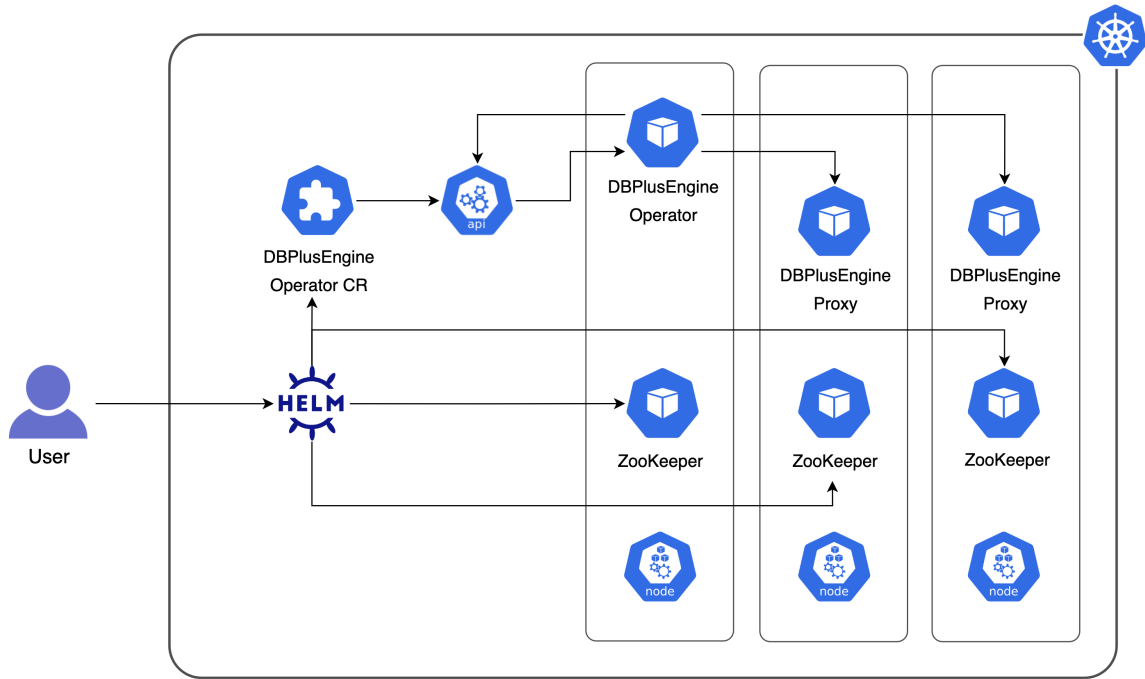 DBPlusEngine
Operator
api
DBPlusEngine
Operator CR
DBPlusEngine
Proxy
DBPlusEngine
Proxy
User
HELM
ZooKeeper
ZooKeeper
ZooKeeper
node
node
node